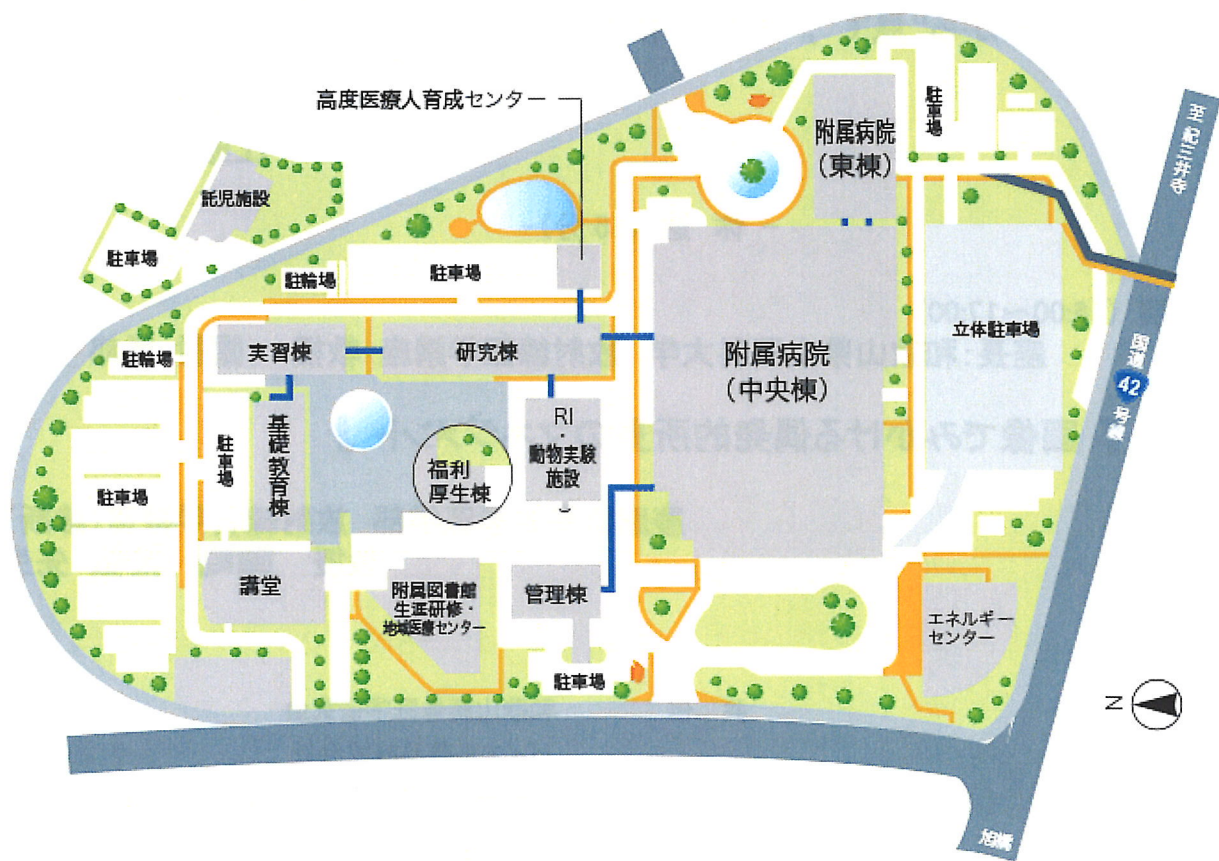 高度医療人育成センター
附属病院
(東棟)
駐車場
至 紀三井寺
託児施設
駐車場
駐輪場
駐車場
立体駐車場
国道
42
号線
駐輪場
実習棟
研究棟
附属病院
(中央棟)
駐車場
駐車場
基礎教育棟
福利
厚生棟
RI
・
動物実験
施設
講堂
附属図書館
生涯研修・
地域医療センター
管理棟
エネルギー
センター
駐車場
N
旭橋